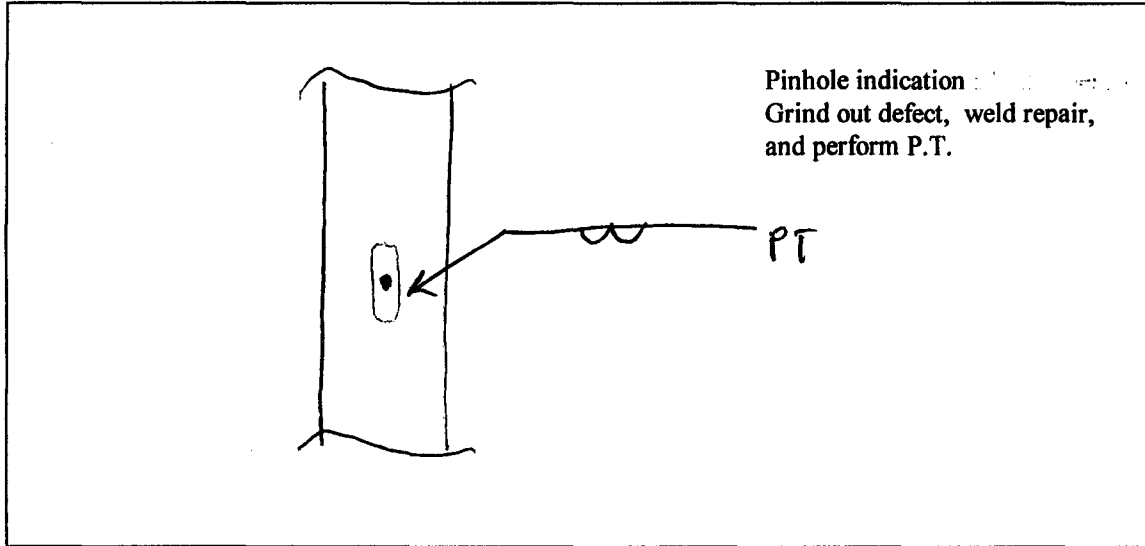 Pinhole indication
Grind out defect, weld repair,
and perform P.T.
PT